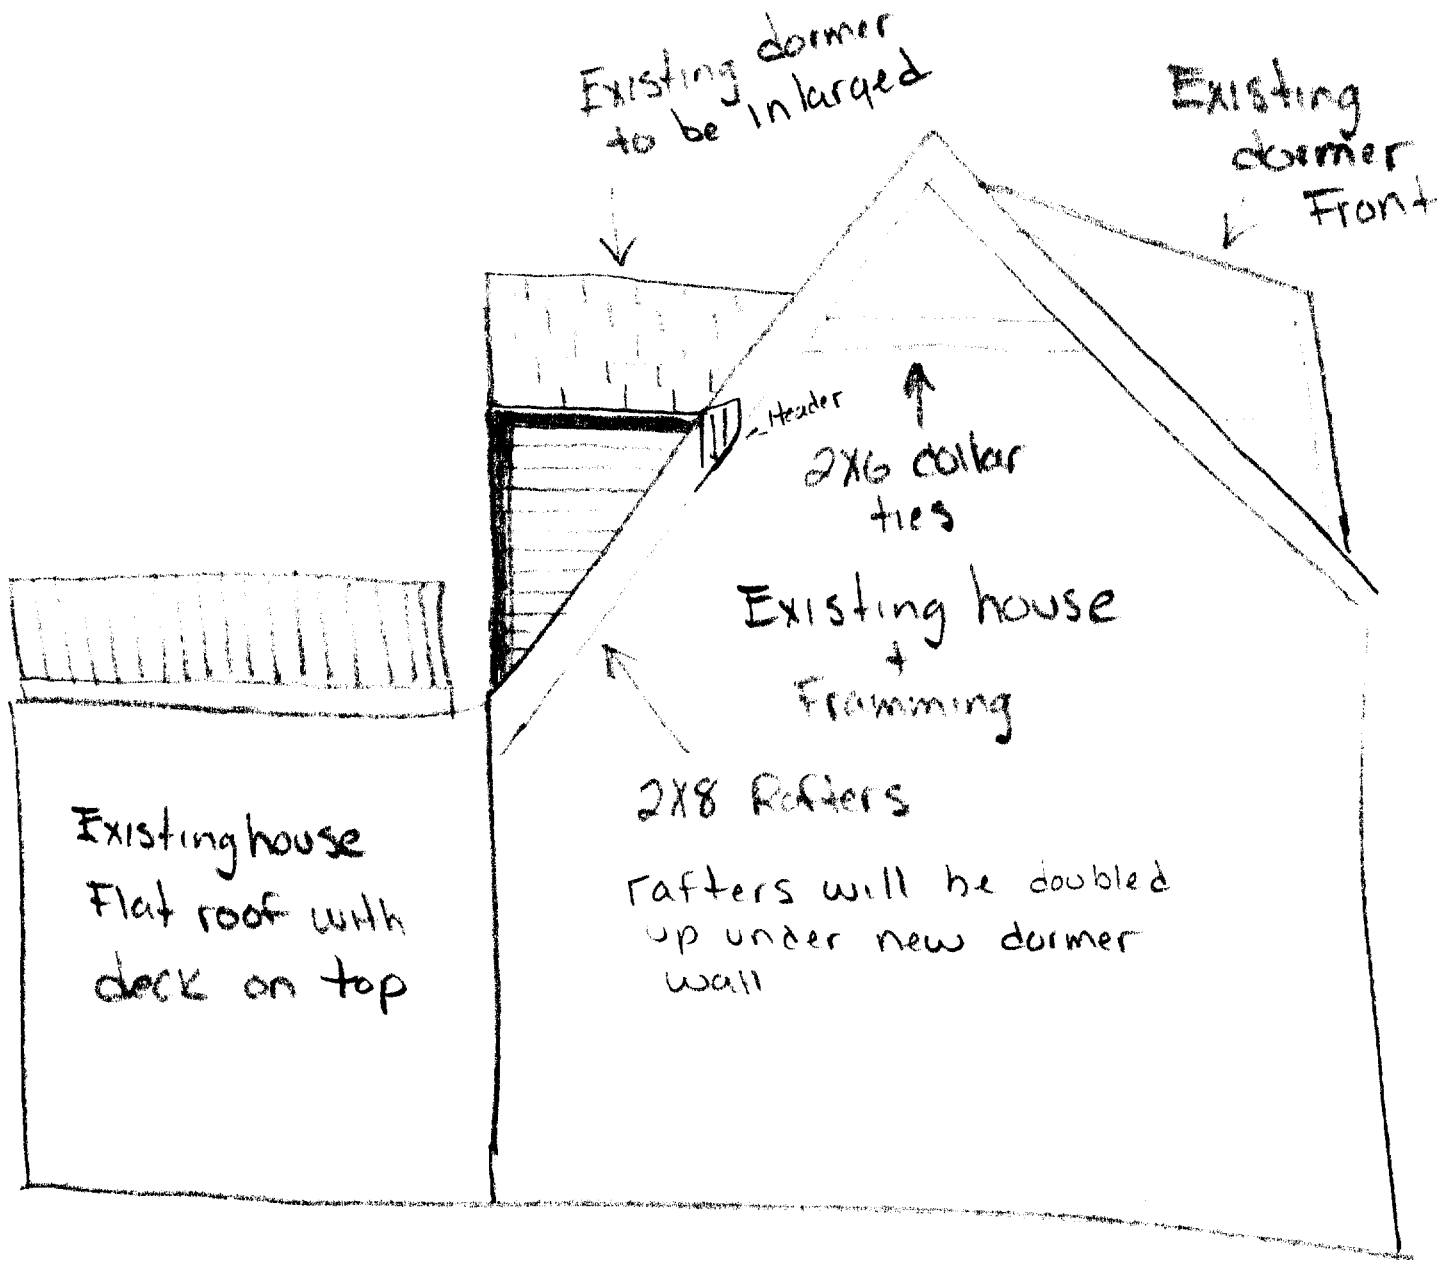 Existing dormer
to be inlarged
Existing
dormer
Front
Header
2X6 collar
ties
Existing house
+
Framming
2X8 Rafters
rafters will be doubled
up under new dormer
wall
Existing house
Flat roof with
deck on top